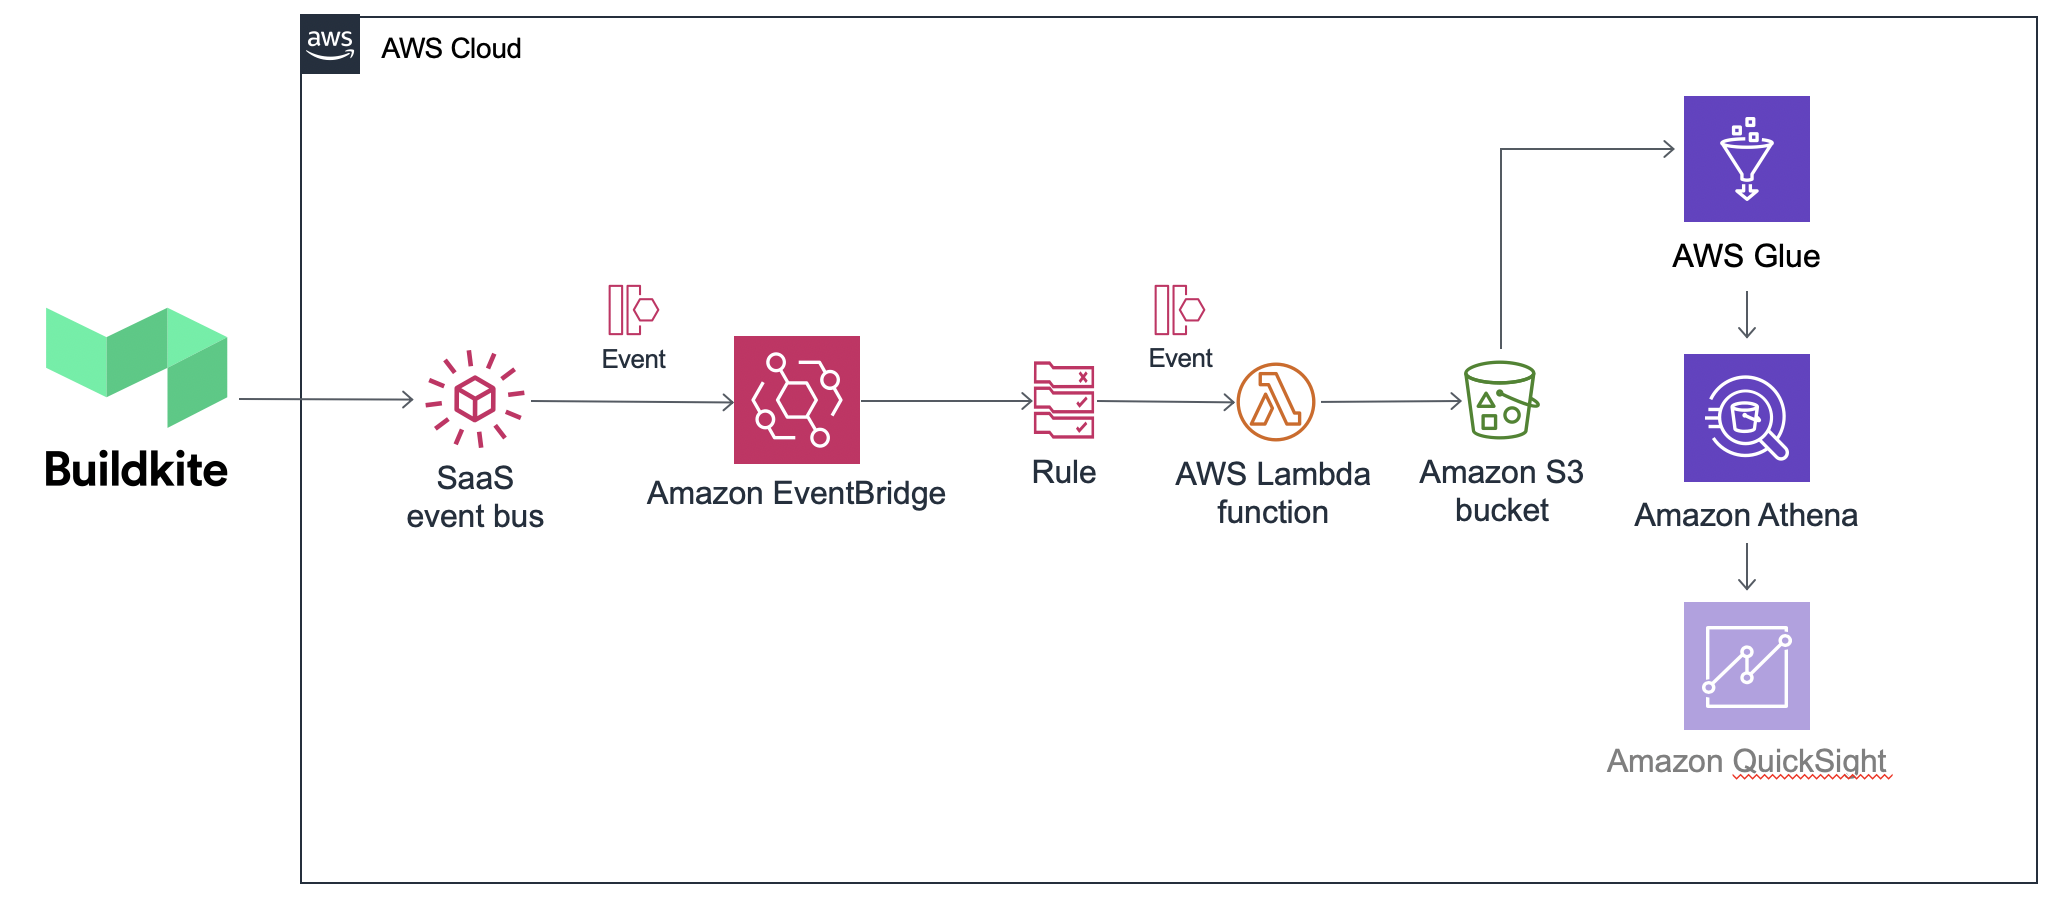 aws
AWS Cloud
Buildkite
SaaS
event bus
Event
Amazon EventBridge
Rule
Event
AWS Lambda
function
Amazon S3
bucket
AWS Glue
Amazon Athena
Amazon QuickSight